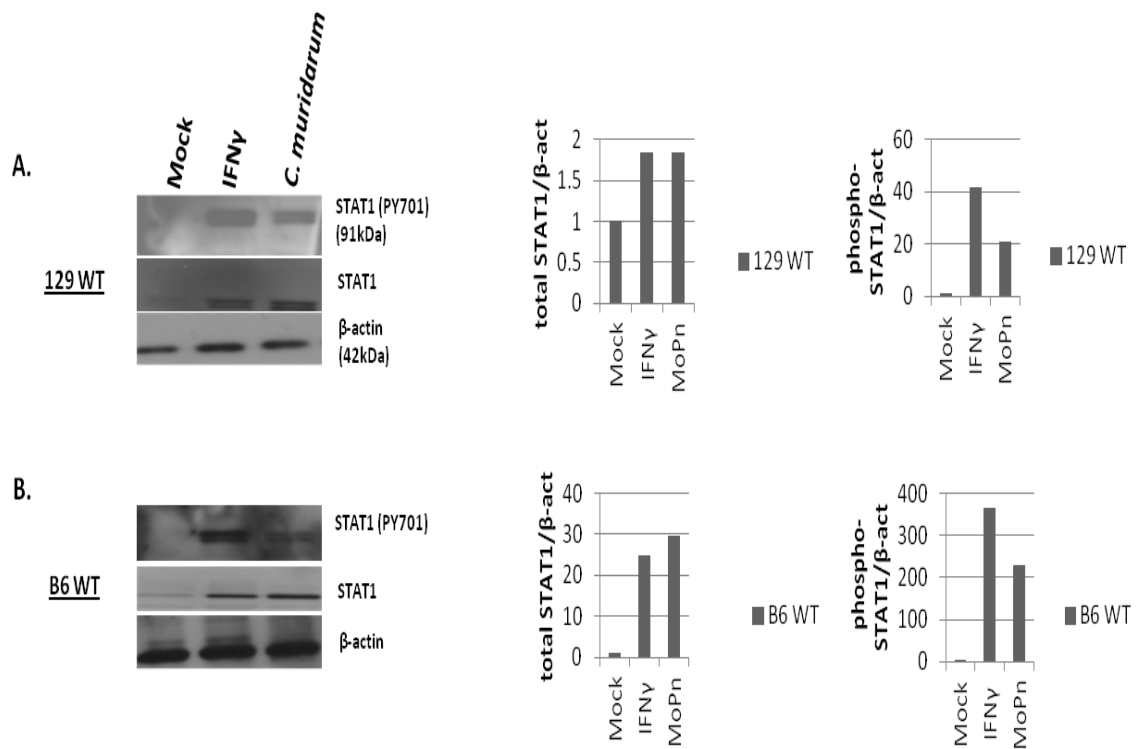 A.
Mock
IFNγ
C. muridarum
129 WT
STAT1 (PY701)
(91kDa)
STAT1
β-actin
(42kDa)
total STAT1/β-act
2
1.5
1
0.5
0
Mock
IFNγ
MoPn
129 WT
phospho-
STAT1/β-act
60
40
20
0
Mock
IFNγ
MoPn
129 WT
B.
B6 WT
STAT1 (PY701)
STAT1
β-actin
total STAT1/β-act
40
30
20
10
0
Mock
IFNγ
MoPn
B6 WT
phospho-
STAT1/β-act
400
300
200
100
0
Mock
IFNγ
MoPn
B6 WT